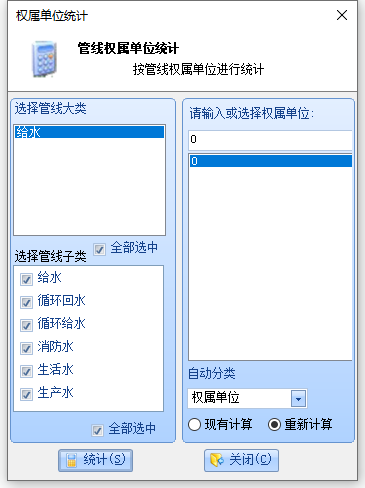 权属单位统计
管线权属单位统计
按管线权属单位进行统计
选择管线大类
给水
全部选中
选择管线子类
给水
循环回水
循环给水
消防水
生活水
生产水
全部选中
请输入或选择权属单位:
0
0
自动分类
权属单位
现有计算
重新计算
统计(S)
关闭(C)